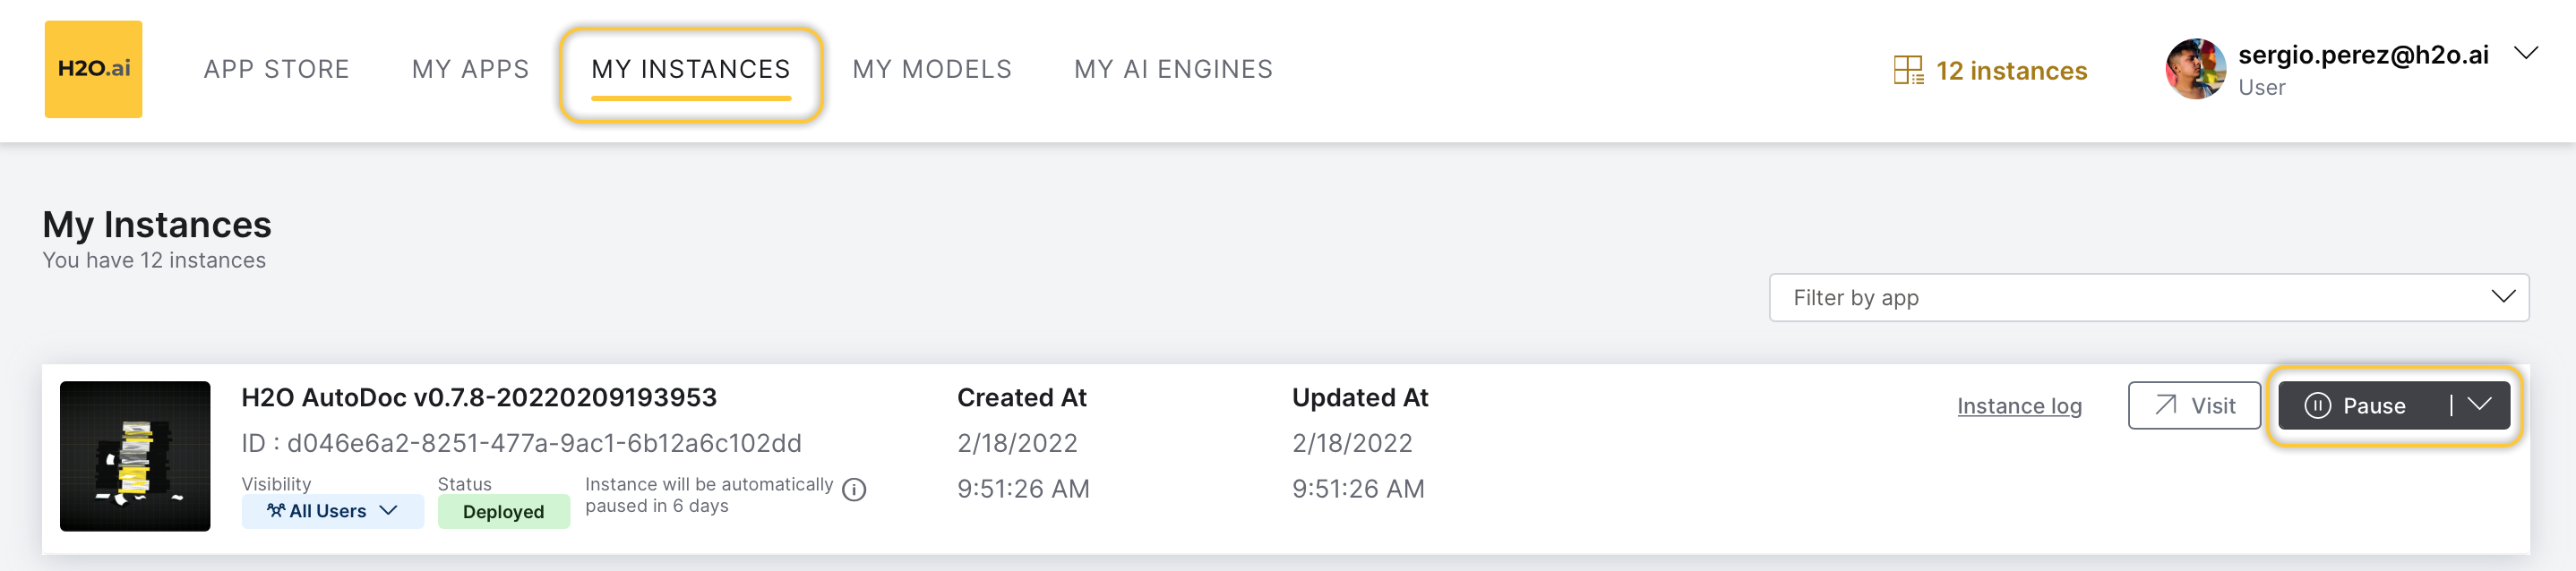 H2O.ai
APP STORE
MY APPS
MY INSTANCES
MY MODELS
MY AI ENGINES
12 instances
sergio.perez@h2o.ai
User
My Instances
You have 12 instances
Filter by app
H2O AutoDoc v0.7.8-20220209193953
ID : d046e6a2-8251-477a-9ac1-6b12a6c102dd
Visibility
All Users
Status
Deployed
Instance will be automatically
paused in 6 days
Created At
2/18/2022
9:51:26 AM
Updated At
2/18/2022
9:51:26 AM
Instance log
Visit
Pause